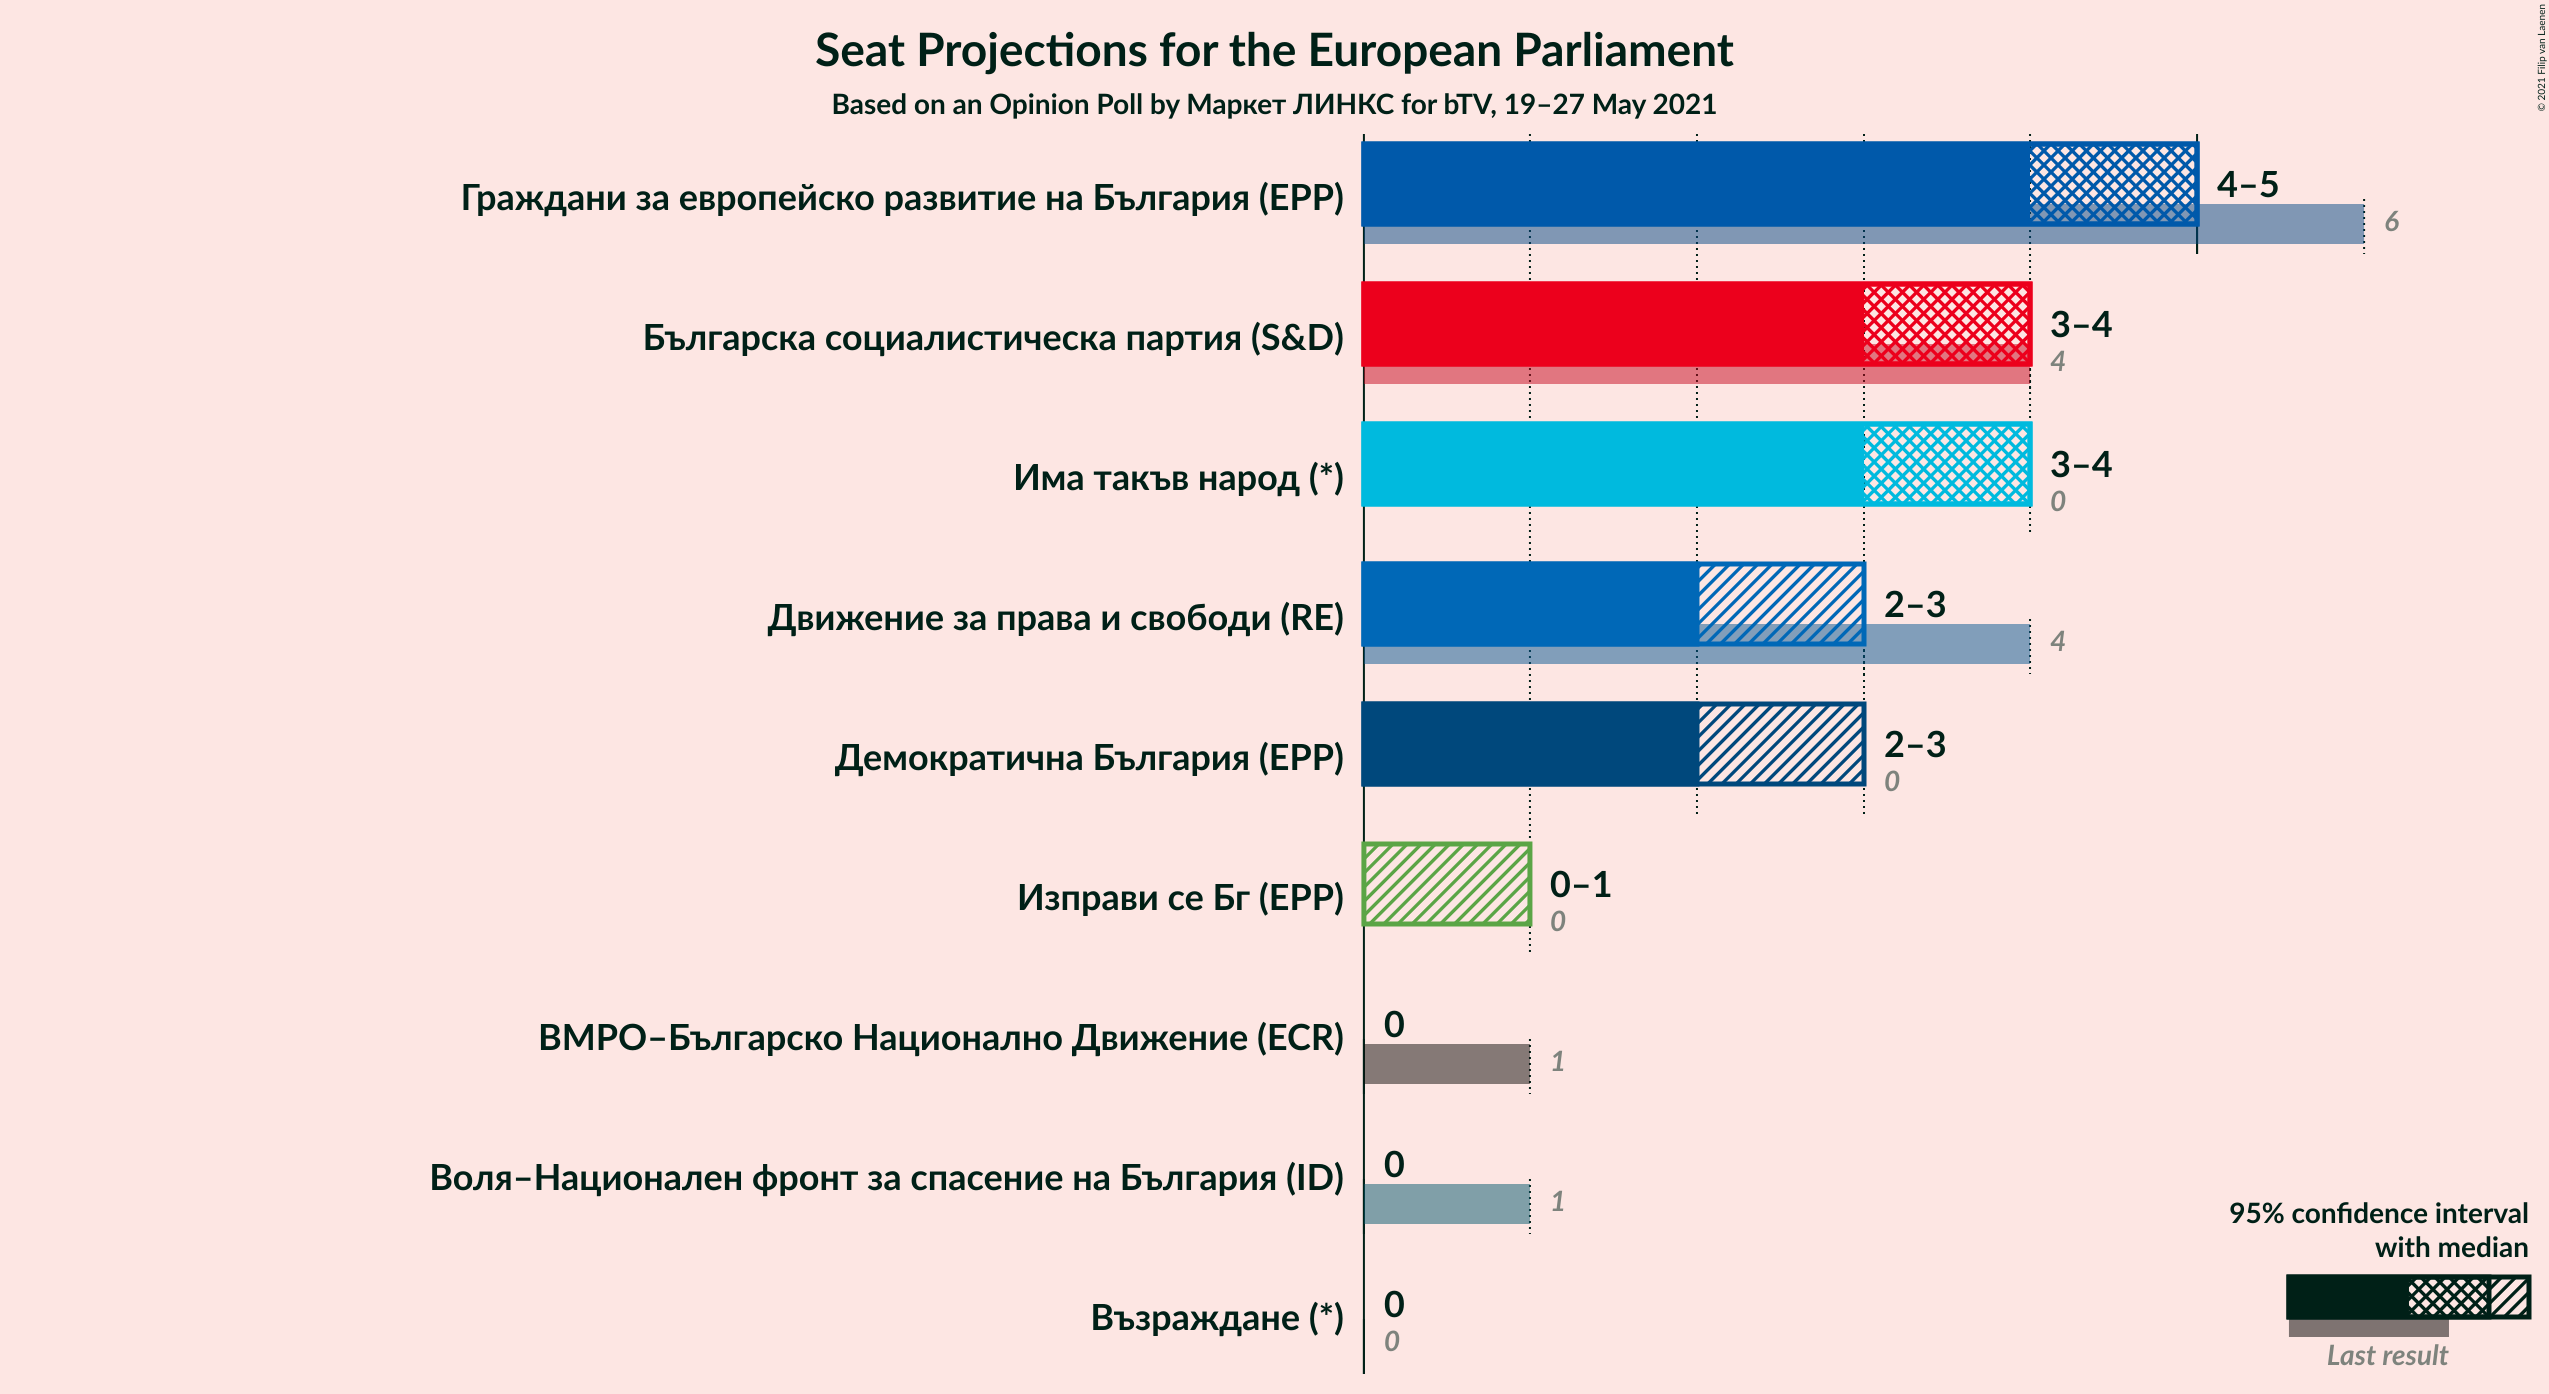 Seat Projections for the European Parliament
Based on an Opinion Poll by Маркет ЛИНКС for bTV, 19–27 May 2021
© 2021 Filip van Laenen
Граждани за европейско развитие на България (EPP)
4–5
6
Българска социалистическа партия (S&D)
3–4
4
Има такъв народ (*)
3–4
0
Движение за права и свободи (RE)
2–3
4
Демократична България (EPP)
2–3
0
Изправи се Бг (EPP)
0–1
0
ВМРО–Българско Национално Движение (ECR)
0
1
Воля–Национален фронт за спасение на България (ID)
0
1
Възраждане (*)
0
0
95% confidence interval
with median
Last result